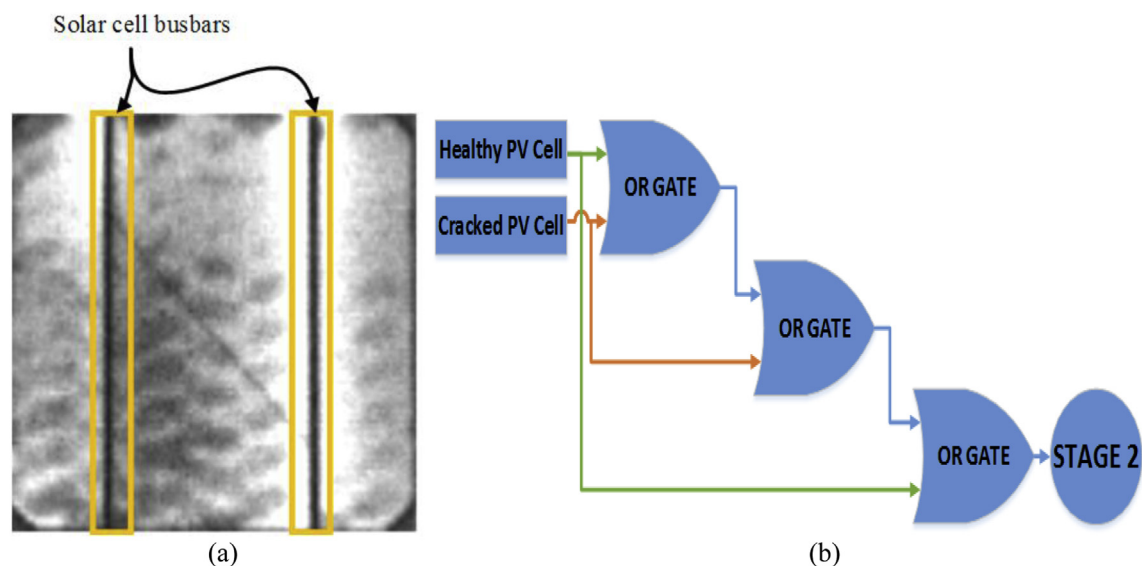 Solar cell busbars
Healthy PV Cell
Cracked PV Cell
OR GATE
OR GATE
OR GATE
STAGE 2
(a)
(b)